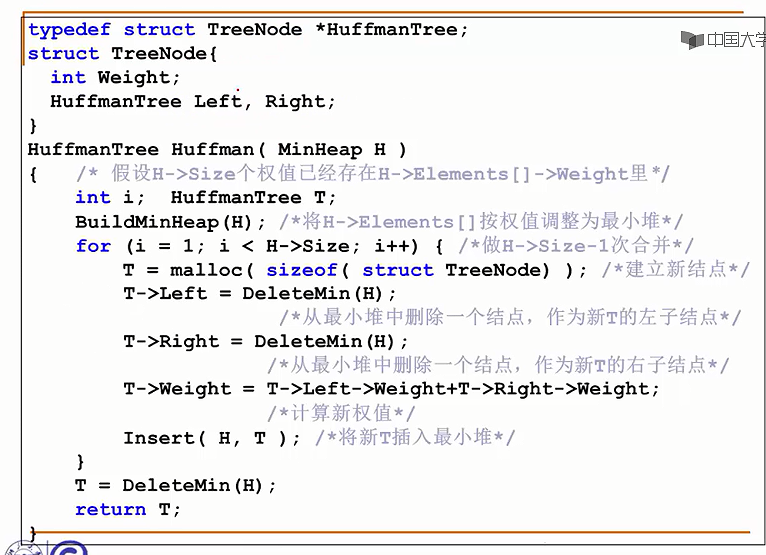 typedef struct TreeNode *HuffmanTree;
中国大学
struct TreeNode{
int Weight;
HuffmanTree Left, Right;
}
HuffmanTree Huffman( MinHeap H )
{ /* 假设H->Size个权值已经存在H->Elements[]->Weight里*/
int i; HuffmanTree T;
BuildMinHeap(H); /*将H->Elements[]按权值调整为最小堆*/
for (i = 1; i < H->Size; i++) { /*做H->Size-1次合并*/
T = malloc( sizeof( struct TreeNode) ); /*建立新结点*/
T->Left = DeleteMin(H);
/*从最小堆中删除一个结点，作为新T的左子结点*/
T->Right = DeleteMin(H);
/*从最小堆中删除一个结点，作为新T的右子结点*/
T->Weight = T->Left->Weight+T->Right->Weight;
/*计算新权值*/
Insert( H, T ); /*将新T插入最小堆*/
}
T = DeleteMin(H);
return T;
}